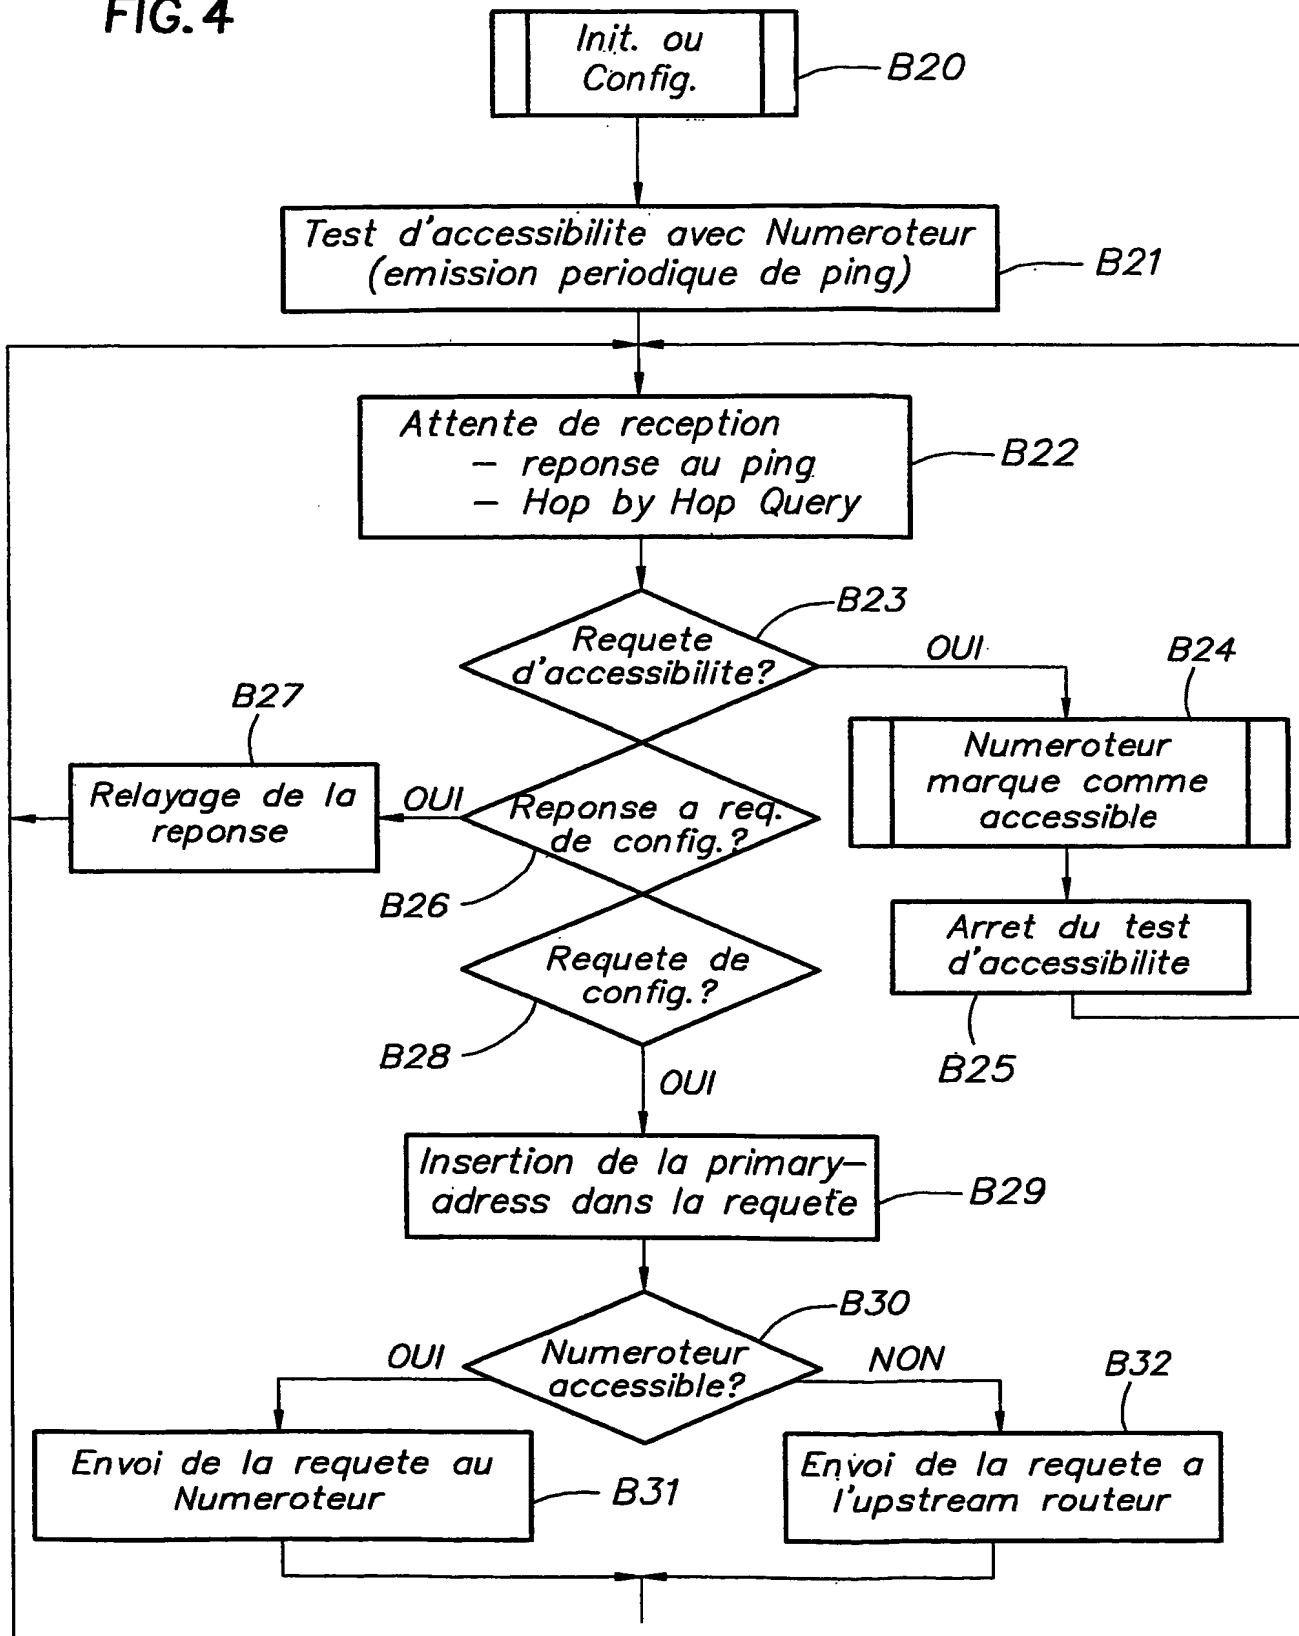 FIG. 4
Init. ou
Config.
B20
Test d'accessibilite avec Numeroteur
(emission periodique de ping)
B21
Attente de reception
– reponse au ping
– Hop by Hop Query
B22
B23
Requete
d'accessibilite?
OUI
B24
Numeroteur
marque comme
accessible
B27
Relayage de la
reponse
OUI
Reponse a req.
de config.?
B26
Arret du test
d'accessibilite
B25
Requete de
config.?
B28
OUI
Insertion de la primary–
adress dans la requete
B29
B30
Numeroteur
accessible?
OUI
NON
B32
Envoi de la requete au
Numeroteur
B31
Envoi de la requete a
l'upstream routeur